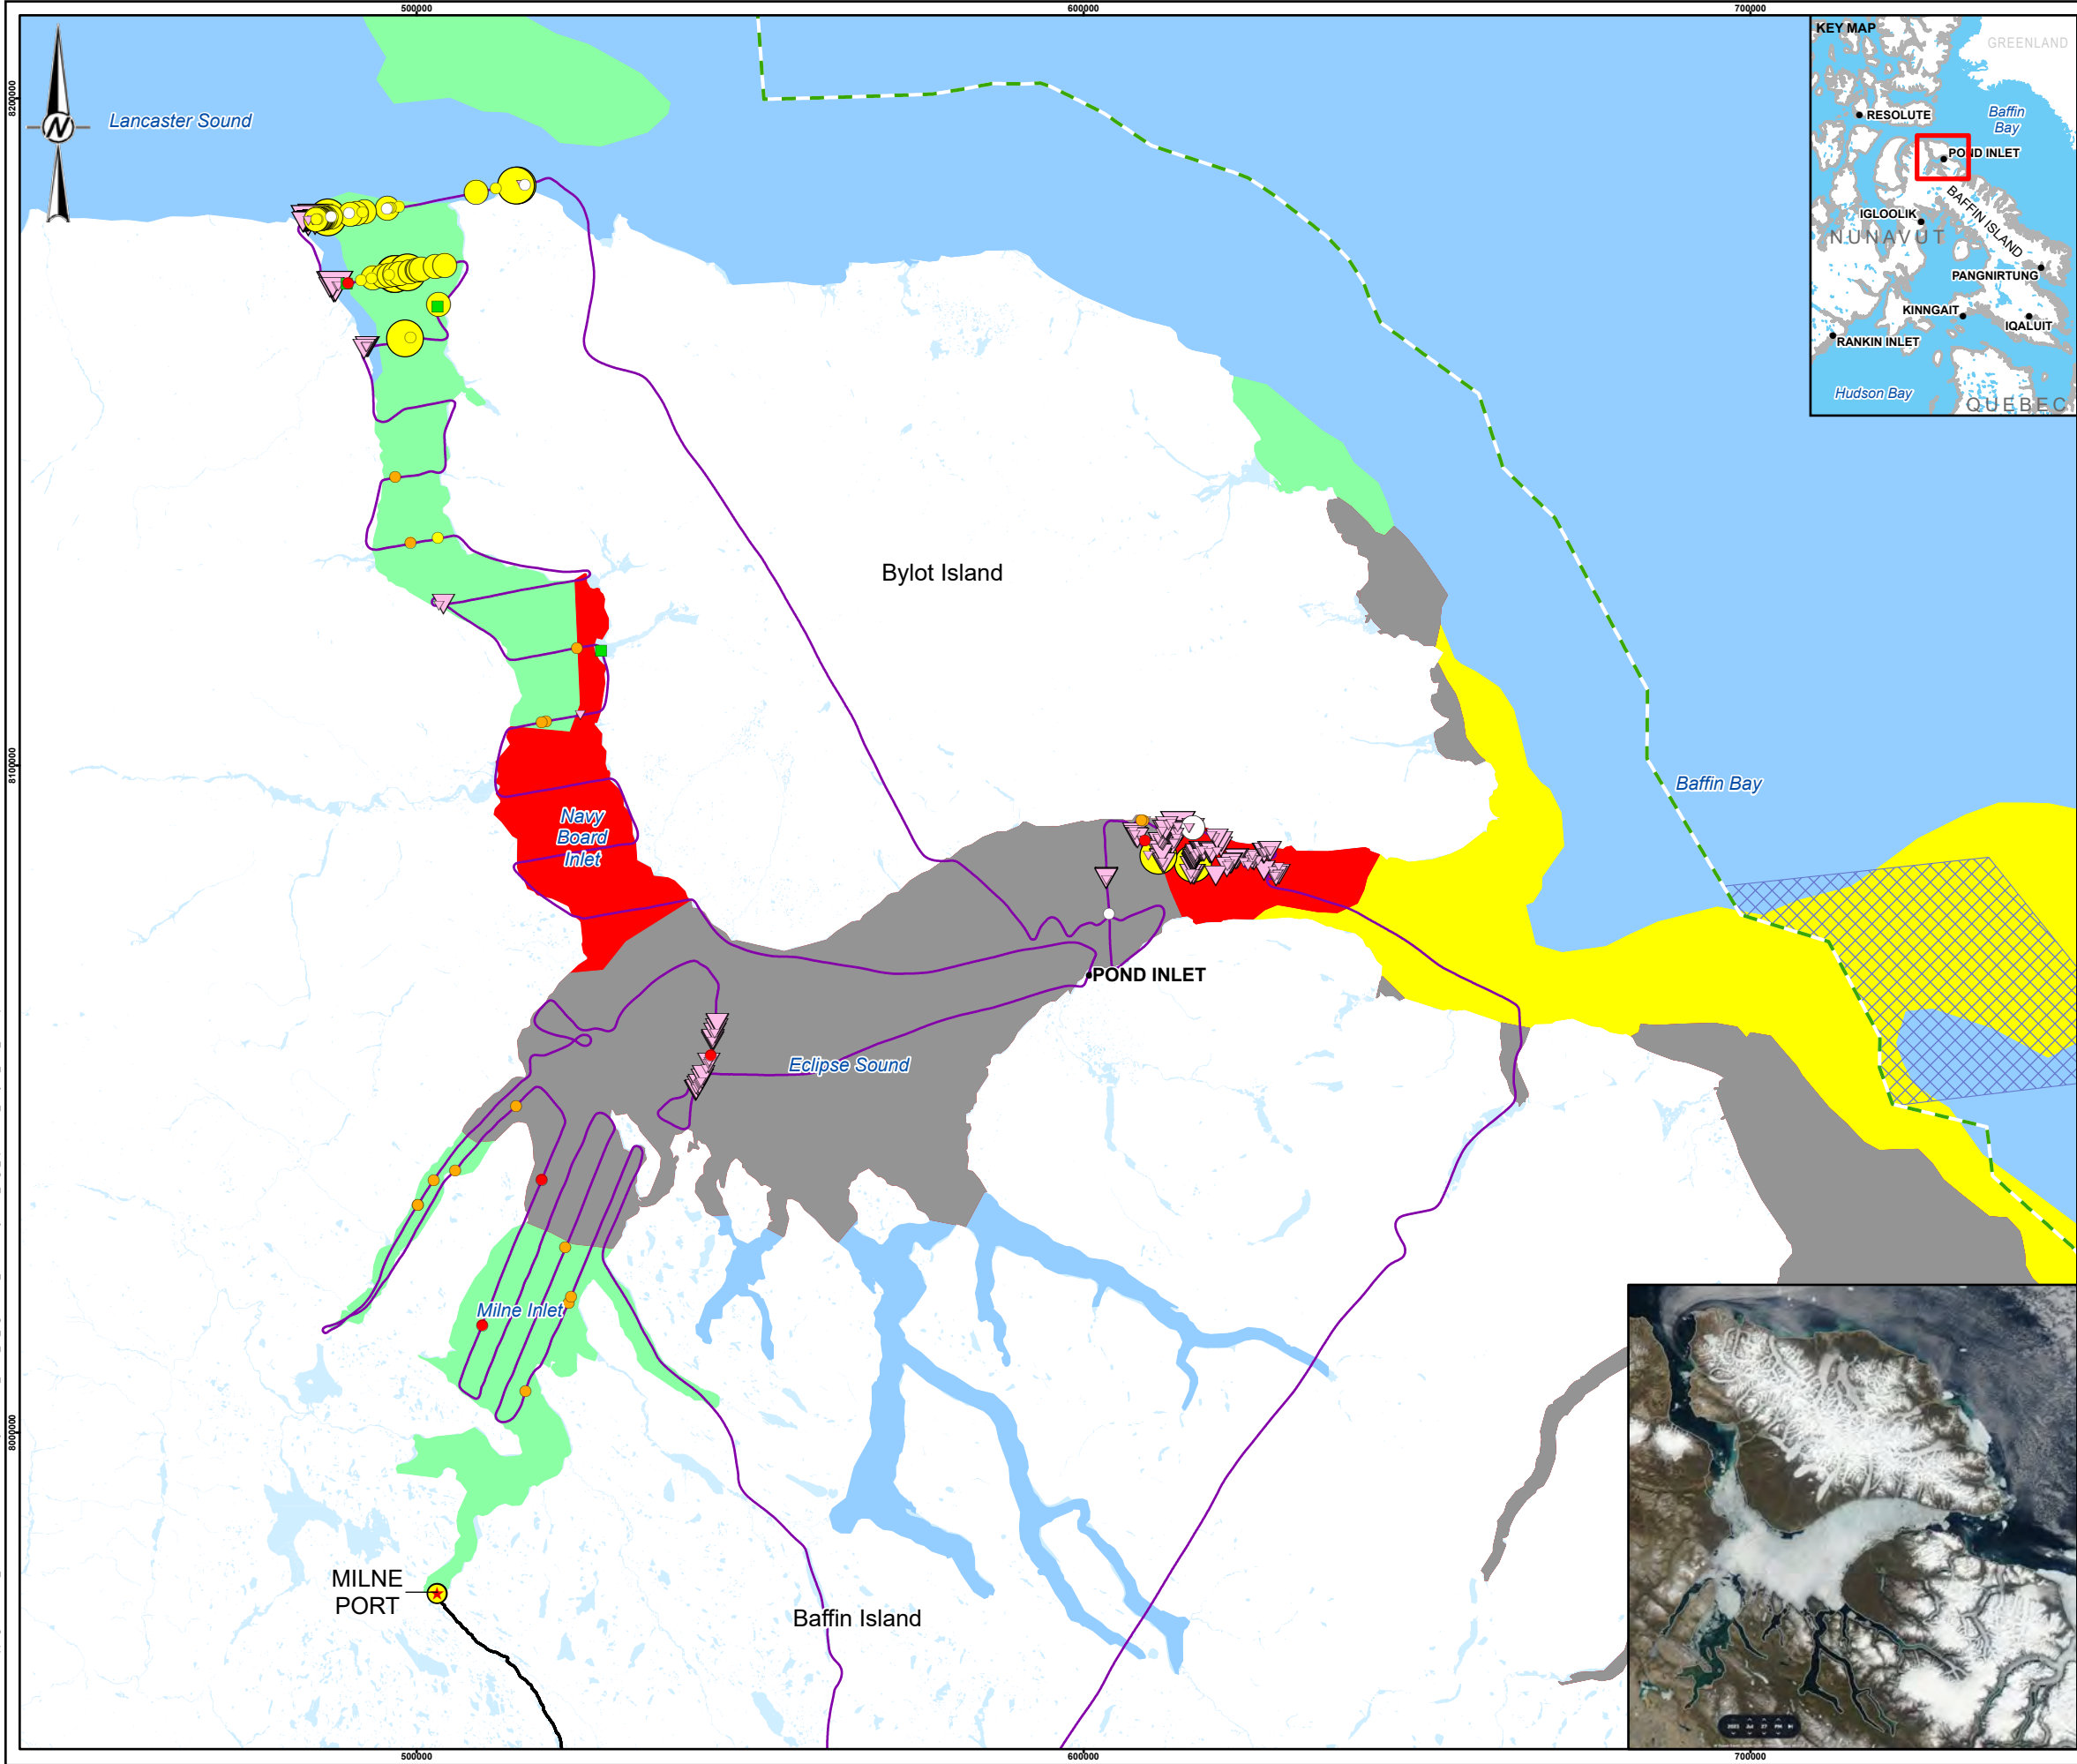 500000
600000
700000
KEY MAP
GREENLAND
Baffin
Bay
RESOLUTE
POND INLET
BAFFIN ISLAND
IGLOOLIK
NUNAVUT
PANGNIRTUNG
KINNGAIT
IQALUIT
RANKIN INLET
Hudson Bay
QUEBEC
8200000
N
Lancaster Sound
Bylot Island
8100000
Baffin Bay
Navy
Board
Inlet
POND INLET
Eclipse Sound
Milne Inlet
8000000
MILNE
PORT
Baffin Island
500000
600000
700000